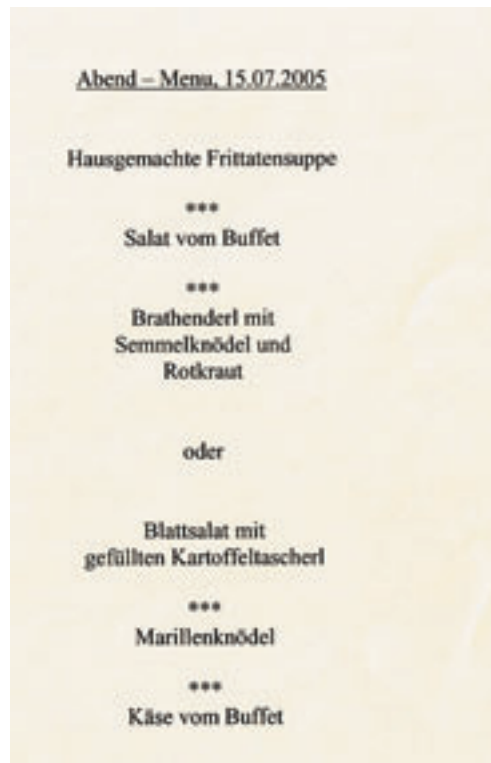 Abend – Menu, 15.07.2005
Hausgemachte Frittatensuppe
***
Salat vom Buffet
***
Brathenderl mit
Semmelknödel und
Rotkraut
oder
Blattsalat mit
gefüllten Kartoffeltascherl
***
Marillenknödel
***
Käse vom Buffet